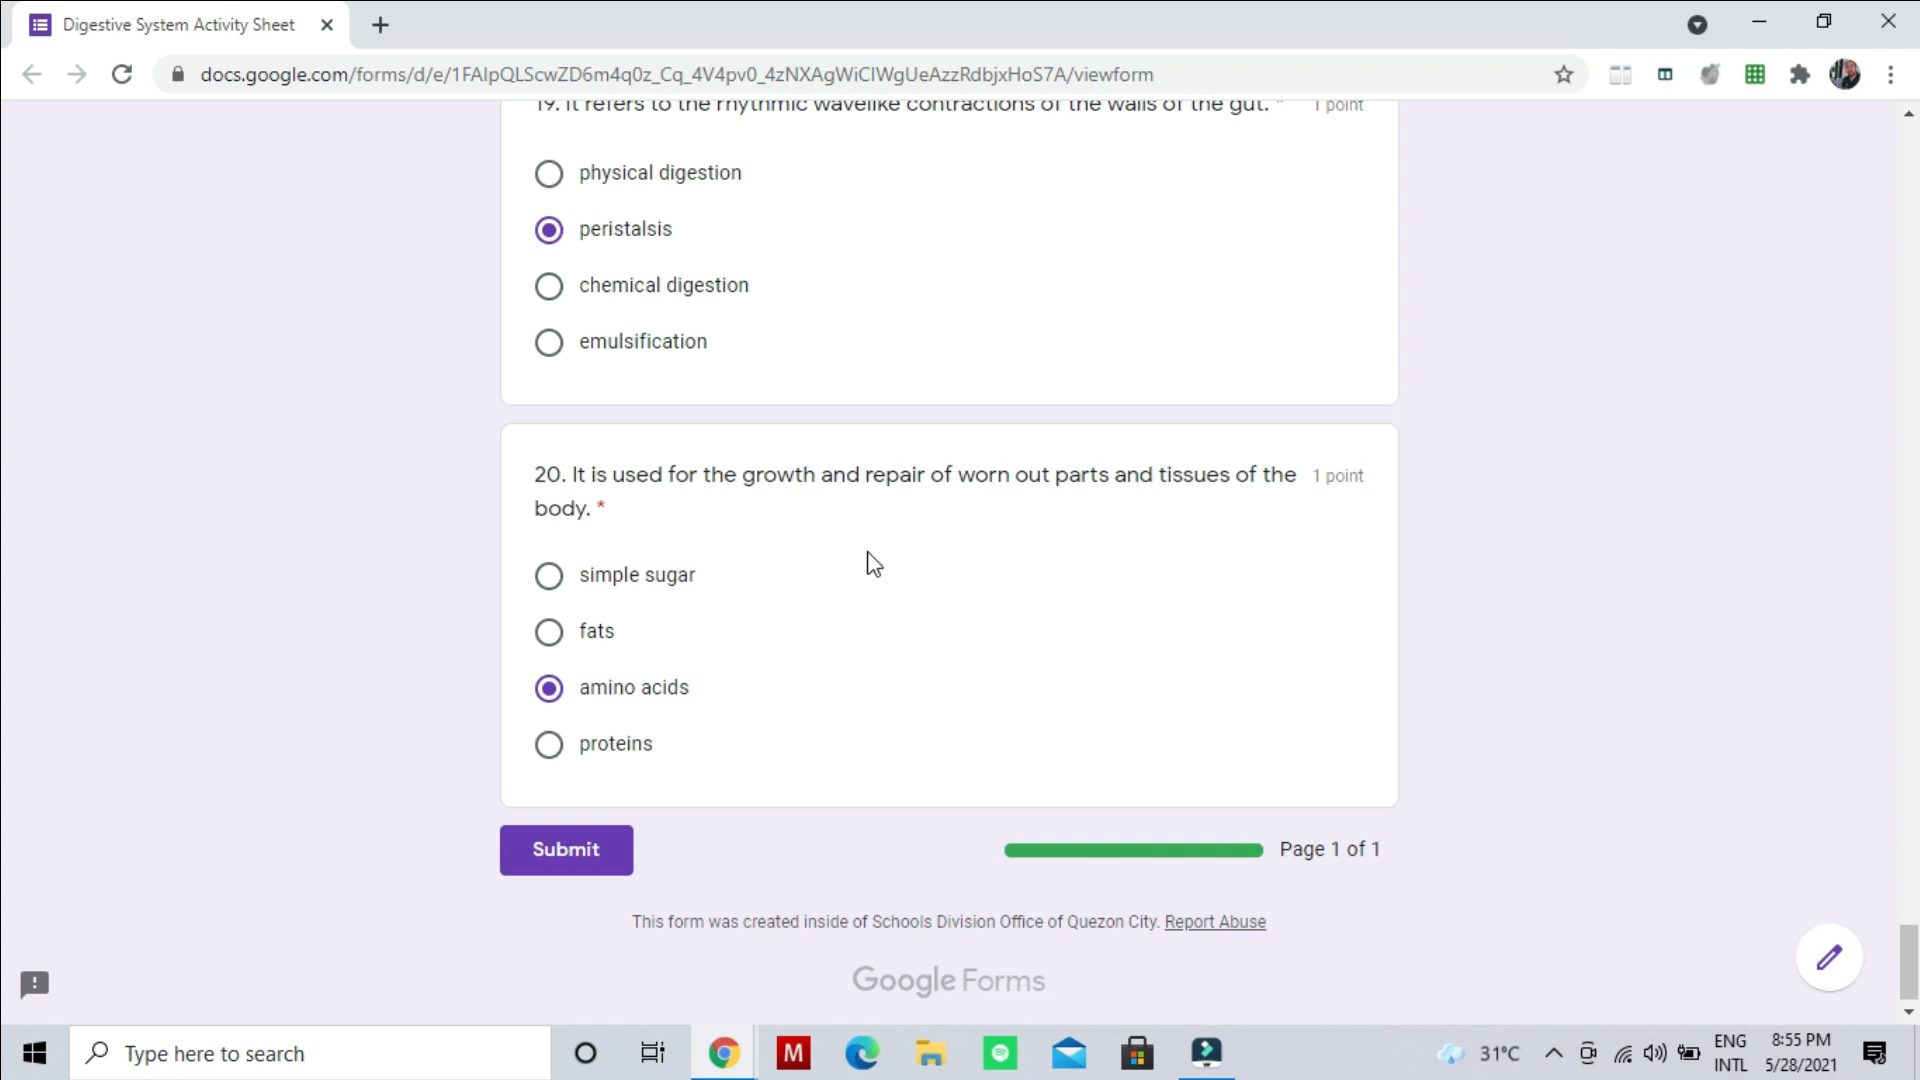 Digestive System Activity Sheet
docs.google.com/forms/d/e/1FAIpQLScwZD6m4q0z_Cq_4V4pv0_4zNXAgWiCIWgUeAzzRdbjxHoS7A/viewform
19. It refers to the rhythmic wavelike contractions of the walls of the gut. * 1 point
physical digestion
peristalsis
chemical digestion
emulsification
20. It is used for the growth and repair of worn out parts and tissues of the 1 point
body. *
simple sugar
fats
amino acids
proteins
Submit
Page 1 of 1
This form was created inside of Schools Division Office of Quezon City. Report Abuse
Google Forms
Type here to search
M
31°C
ENG
INTL
8:55 PM
5/28/2021